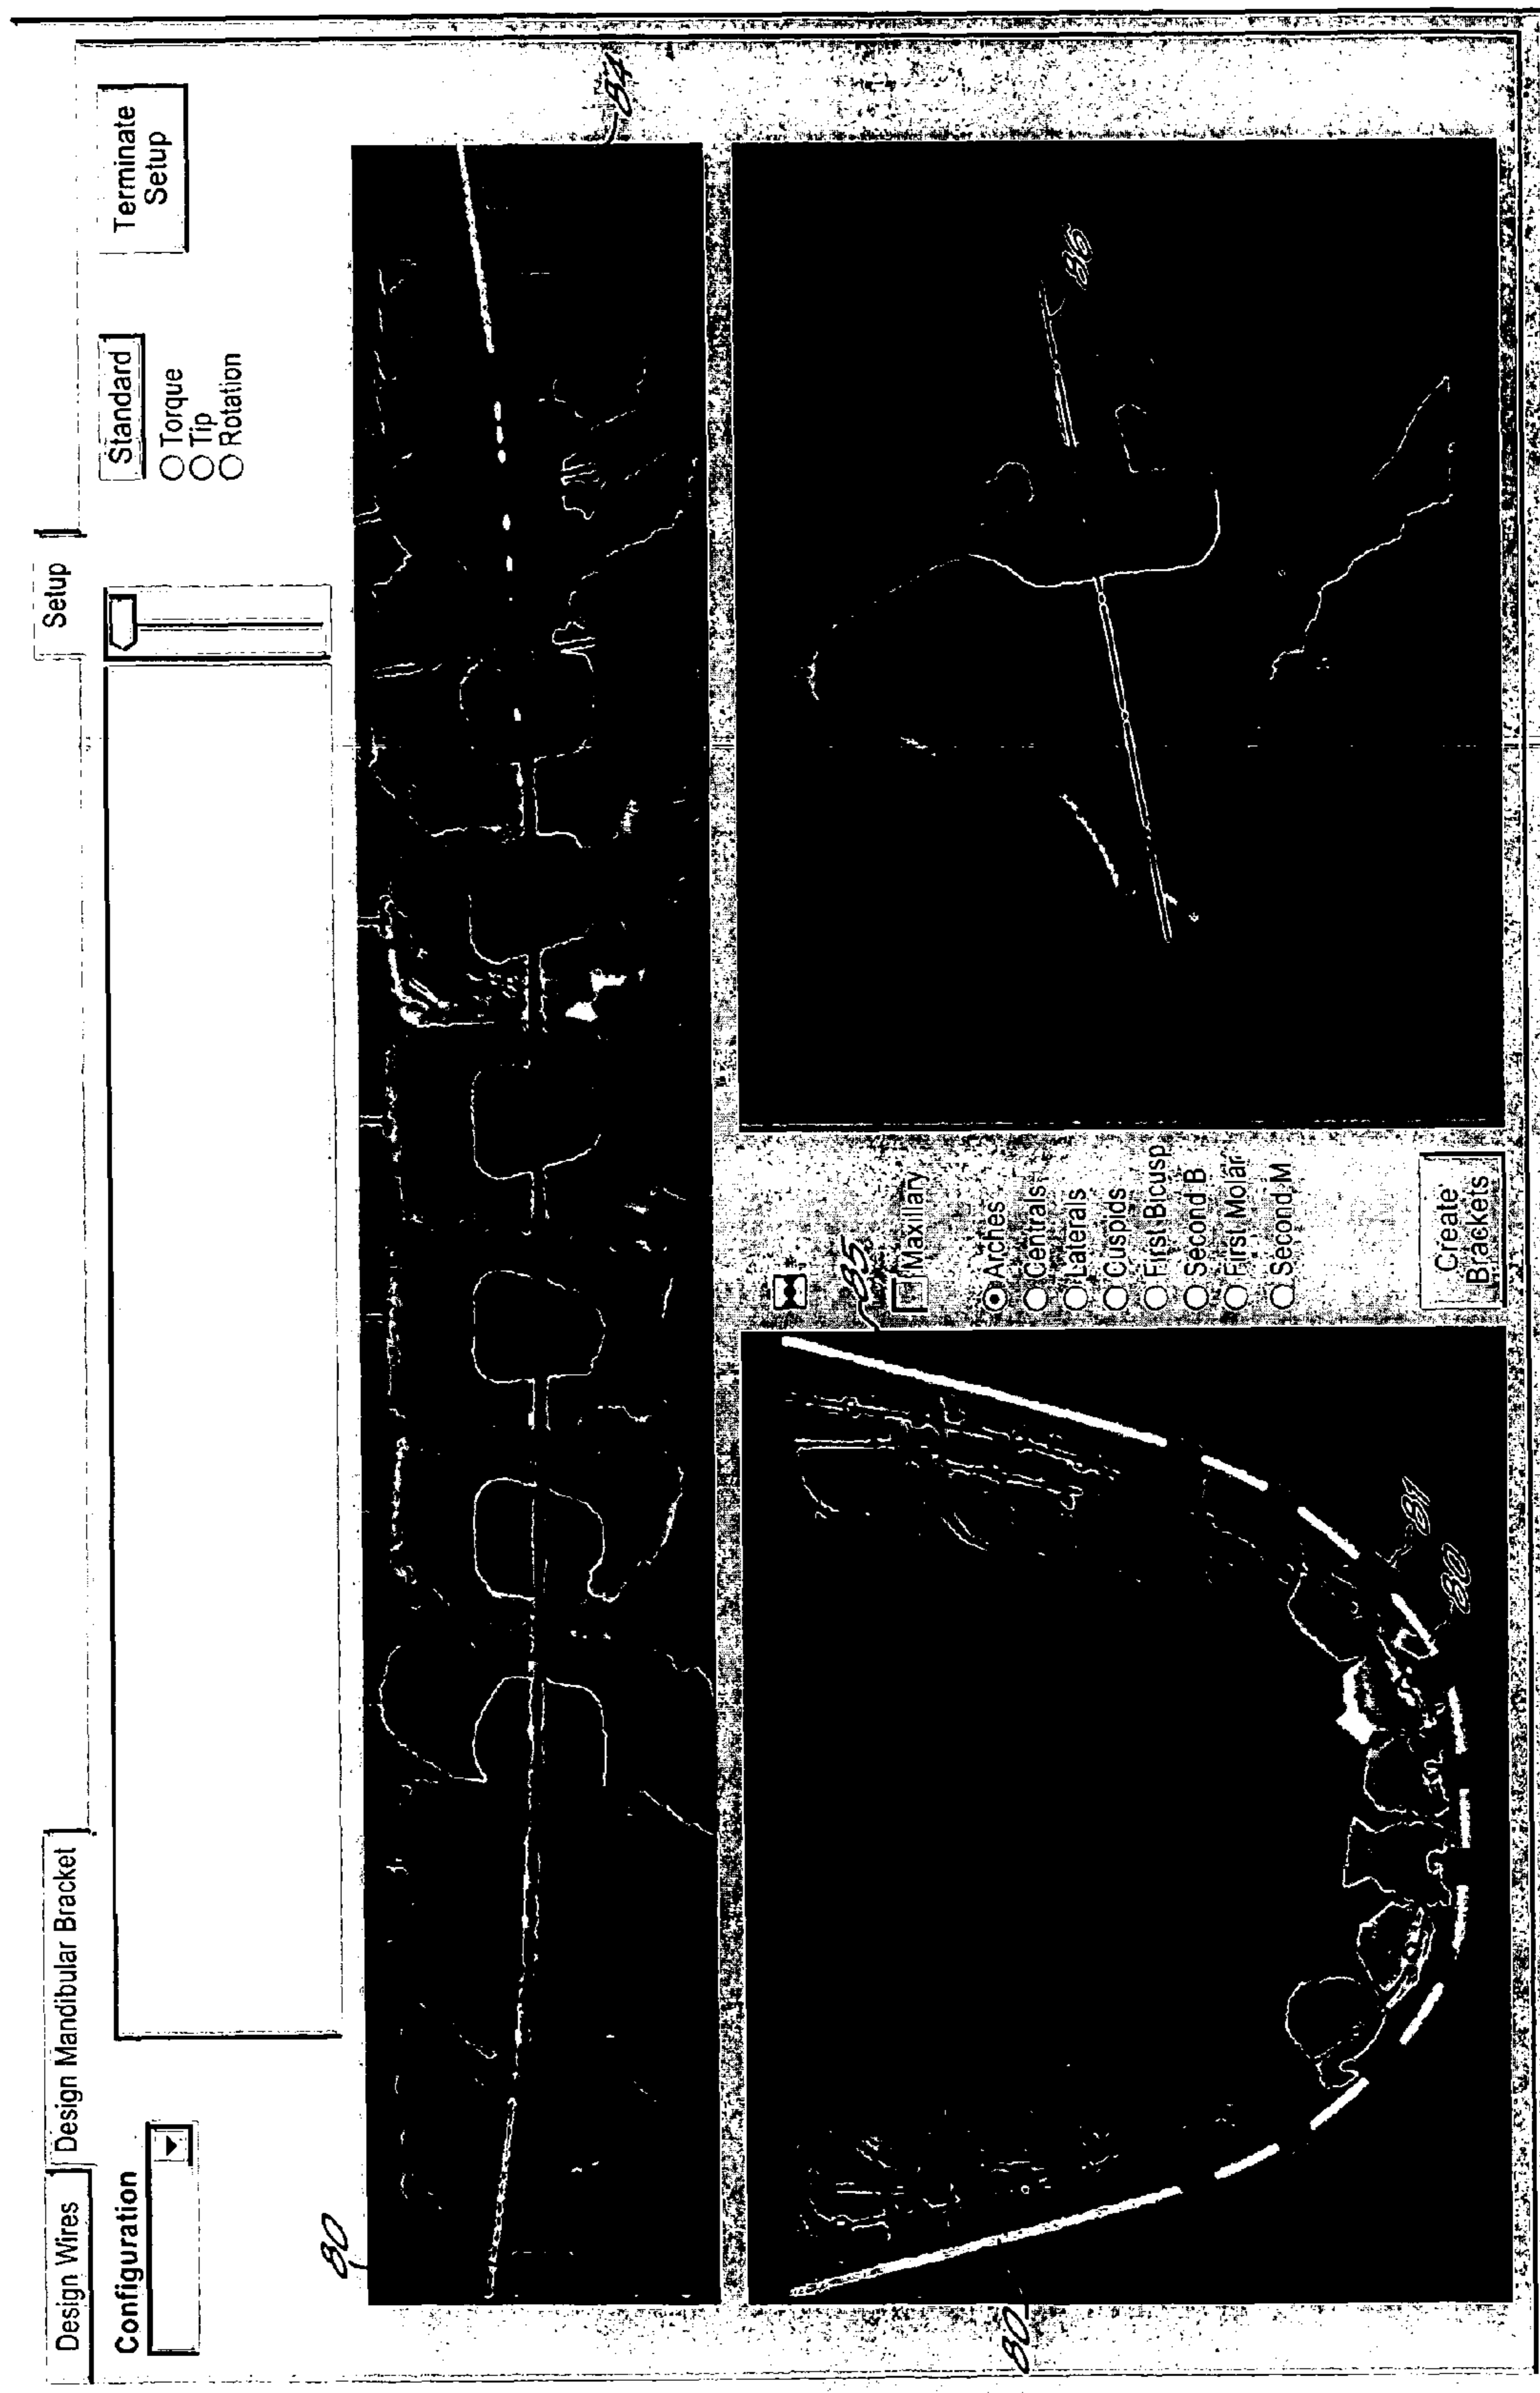 Design Wires
Design Mandibular Bracket
Setup
Configuration
Standard
Torque
Tip
Rotation
Terminate
Setup
80
84
85
Maxillary
Arches
Centrals
Laterals
Cuspids
First Bicusp
Second B
First Molar
Second M
Create
Brackets
86
81
80
80